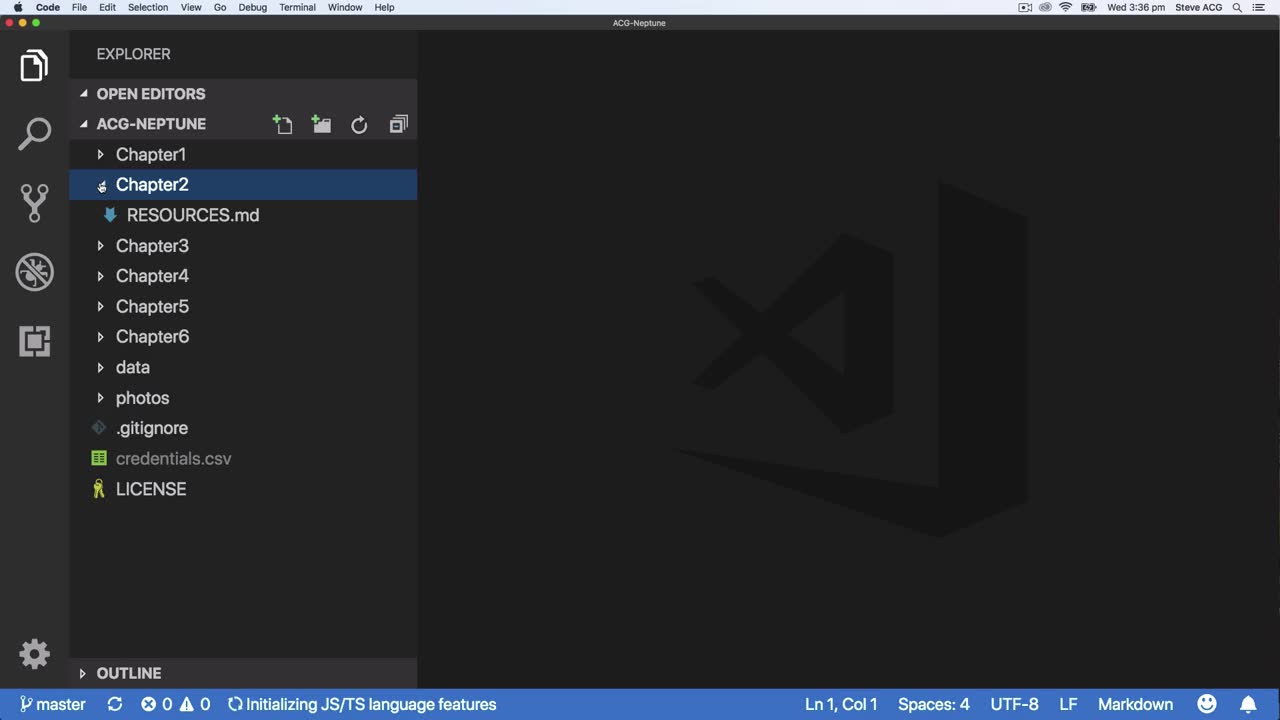 Code File Edit Selection View Go Debug Terminal Window Help Wed 3:36 pm Steve ACG
ACG-Neptune
EXPLORER
OPEN EDITORS
ACG-NEPTUNE
Chapter1
Chapter2
RESOURCES.md
Chapter3
Chapter4
Chapter5
Chapter6
data
photos
.gitignore
credentials.csv
LICENSE
OUTLINE
master 0 0 Initializing JS/TS language features Ln 1, Col 1 Spaces: 4 UTF-8 LF Markdown